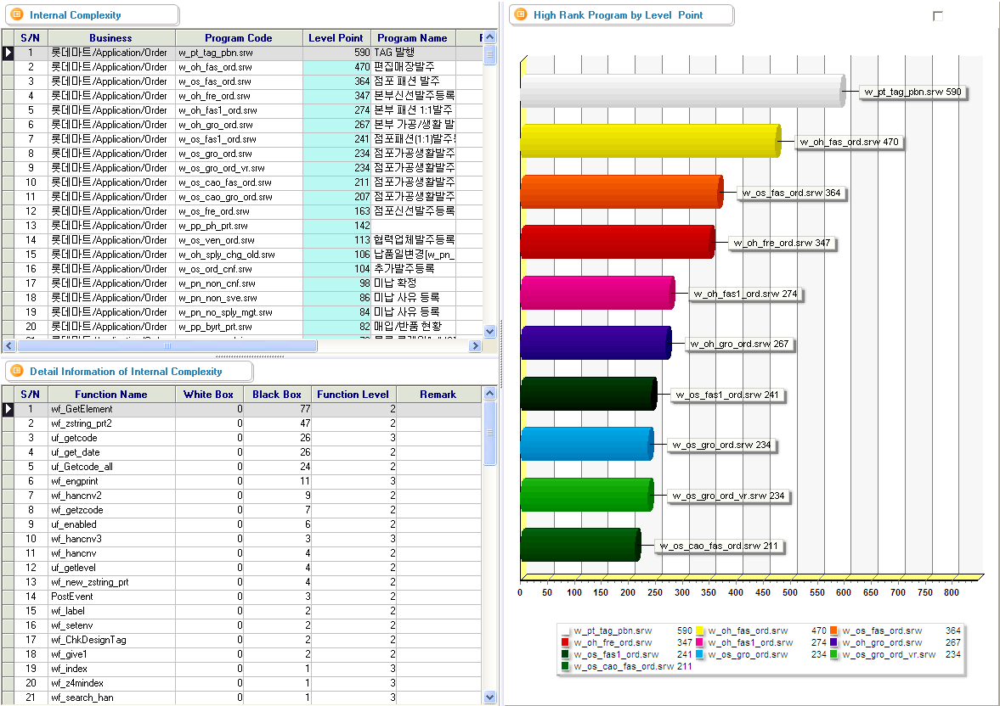 Internal Complexity
S/N Business Program Code Level Point Program Name
1 롯데마트/Application/Order w_pt_tag_pbn.srw 590 TAG 발행
2 롯데마트/Application/Order w_oh_fas_ord.srw 470 편집매장발주
3 롯데마트/Application/Order w_os_fas_ord.srw 364 점포 패션 발주
4 롯데마트/Application/Order w_oh_fre_ord.srw 347 본부신선발주등록
5 롯데마트/Application/Order w_oh_fas1_ord.srw 274 본부 패션 1:1발주
6 롯데마트/Application/Order w_oh_gro_ord.srw 267 본부 가공/생활 발
7 롯데마트/Application/Order w_os_fas1_ord.srw 241 점포패션(1:1)발주
8 롯데마트/Application/Order w_os_gro_ord.srw 234 점포가공생활발주
9 롯데마트/Application/Order w_os_gro_ord_vr.srw 234 점포가공생활발주
10 롯데마트/Application/Order w_os_cao_fas_ord.srw 211 점포가공생활발주
11 롯데마트/Application/Order w_os_cao_gro_ord.srw 207 점포가공생활발주
12 롯데마트/Application/Order w_os_fre_ord.srw 163 점포신선발주등록
13 롯데마트/Application/Order w_pp_ph_prt.srw 142
14 롯데마트/Application/Order w_os_ven_ord.srw 113 협력업체발주등록
15 롯데마트/Application/Order w_oh_sply_chg_old.srw 106 납품일변경[w_pn_
16 롯데마트/Application/Order w_os_ord_cnf.srw 104 추가발주등록
17 롯데마트/Application/Order w_pn_non_cnf.srw 98 미납 확정
18 롯데마트/Application/Order w_pn_non_sve.srw 86 미납 사유 등록
19 롯데마트/Application/Order w_pn_no_sply_mgt.srw 84 미납 사유 등록
20 롯데마트/Application/Order w_pp_byrt_prt.srw 82 매입/반품 현황
Detail Information of Internal Complexity
S/N Function Name White Box Black Box Function Level Remark
1 wf_GetElement 0 77 2
2 wf_zstring_prt2 0 47 2
3 uf_getcode 0 26 3
4 uf_get_date 0 26 2
5 uf_Getcode_all 0 24 2
6 wf_engprint 0 11 3
7 wf_hancnv2 0 9 2
8 wf_getzcode 0 7 2
9 uf_enabled 0 6 2
10 wf_hancnv3 0 3 3
11 wf_hancnv 0 4 2
12 uf_getlevel 0 4 2
13 wf_new_zstring_prt 0 4 2
14 PostEvent 0 3 2
15 wf_label 0 2 2
16 wf_setenv 0 2 2
17 wf_ChkDesignTag 0 2 2
18 wf_give1 0 2 2
19 wf_index 0 1 3
20 wf_z4mindex 0 1 3
21 wf_search_han 0 1 3
High Rank Program by Level Point
w_pt_tag_pbn.srw 590
w_oh_fas_ord.srw 470
w_os_fas_ord.srw 364
w_oh_fre_ord.srw 347
w_oh_fas1_ord.srw 274
w_oh_gro_ord.srw 267
w_os_fas1_ord.srw 241
w_os_gro_ord.srw 234
w_os_gro_ord_vr.srw 234
w_os_cao_fas_ord.srw 211
0 50 100 150 200 250 300 350 400 450 500 550 600 650 700 750 800
w_pt_tag_pbn.srw 590 w_oh_fas_ord.srw 470 w_os_fas_ord.srw 364
w_oh_fre_ord.srw 347 w_oh_fas1_ord.srw 274 w_oh_gro_ord.srw 267
w_os_fas1_ord.srw 241 w_os_gro_ord.srw 234 w_os_gro_ord_vr.srw 234
w_os_cao_fas_ord.srw 211